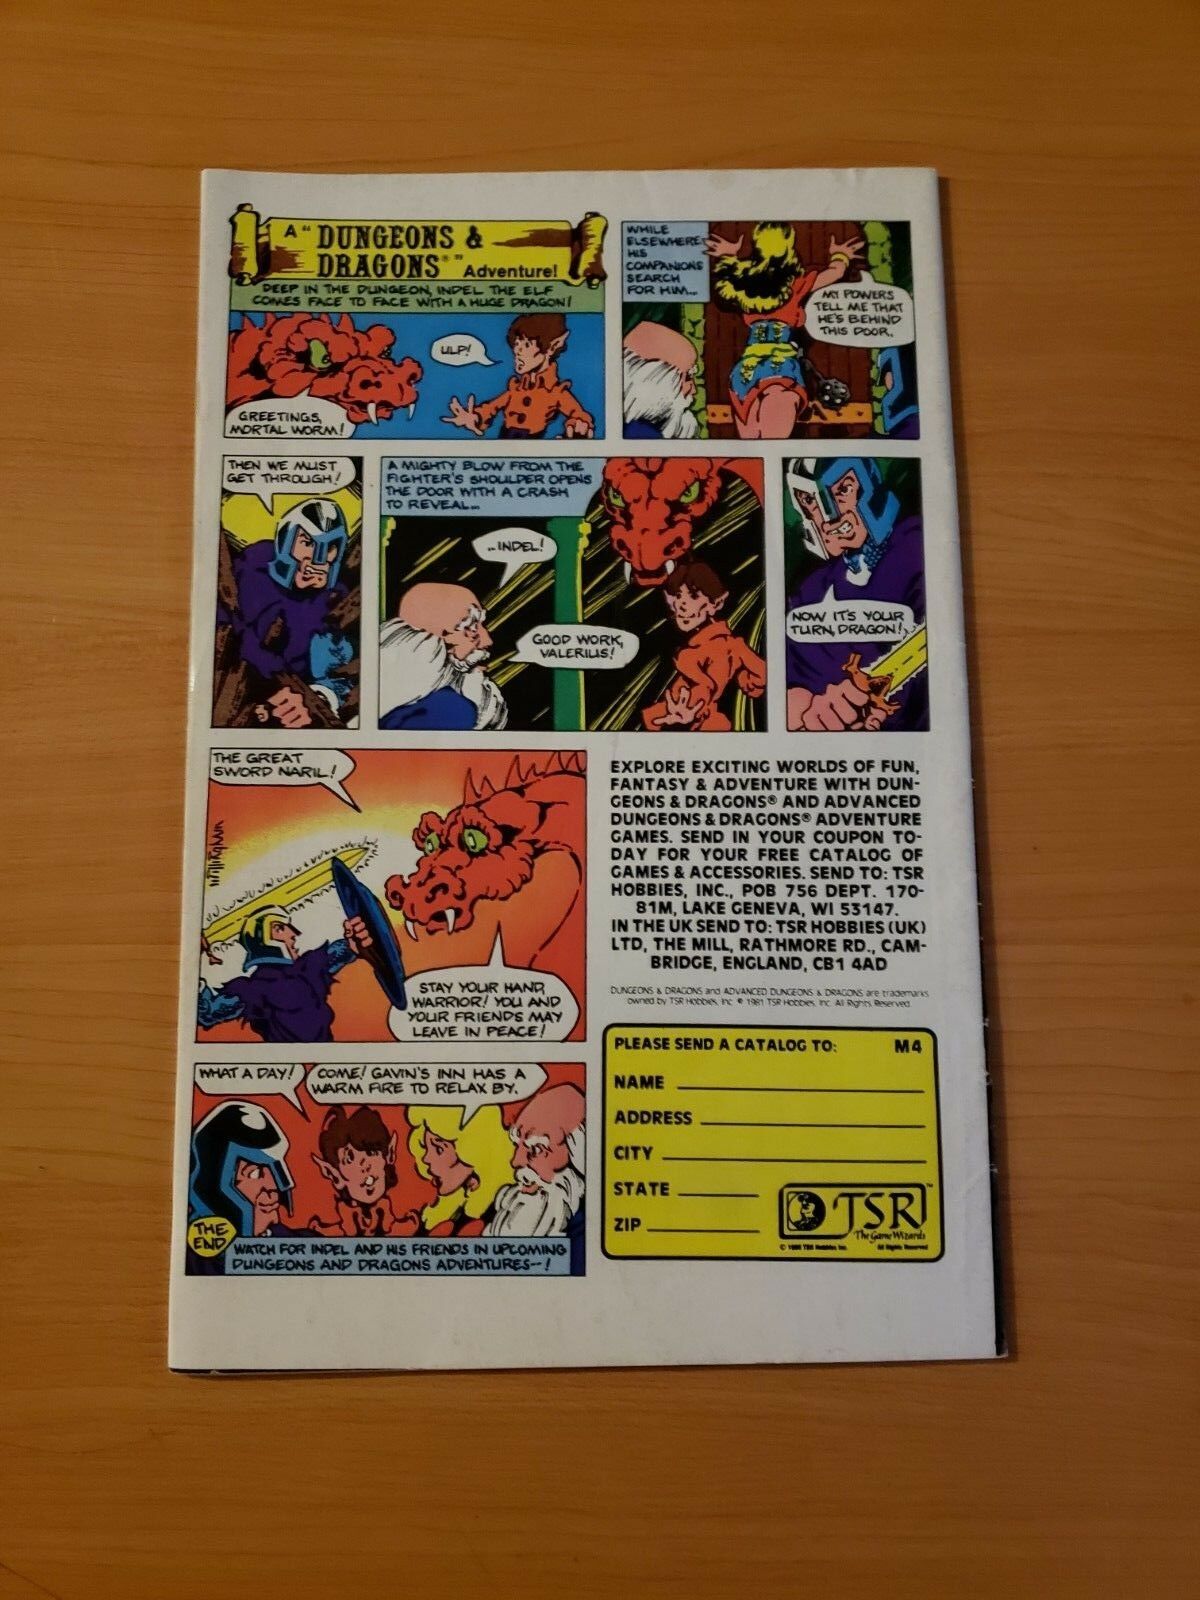 A "DUNGEONS &
DRAGONS®" Adventure!
DEEP IN THE DUNGEON, INDEL THE ELF
COMES FACE TO FACE WITH A HUGE DRAGON!
GREETINGS,
MORTAL WORM!
ULP!
WHILE
ELSEWHERE,
HIS
COMPANIONS
SEARCH
FOR HIM...
MY POWERS
TELL ME THAT
HE'S BEHIND
THIS DOOR.
THEN WE MUST
GET THROUGH!
A MIGHTY BLOW FROM THE
FIGHTER'S SHOULDER OPENS
THE DOOR WITH A CRASH
TO REVEAL...
...INDEL!
GOOD WORK,
VALERIUS!
NOW IT'S YOUR
TURN, DRAGON!
THE GREAT
SWORD NARIL!
STAY YOUR HAND,
WARRIOR! YOU AND
YOUR FRIENDS MAY
LEAVE IN PEACE!
WHAT A DAY!
COME! GAVIN'S INN HAS A
WARM FIRE TO RELAX BY.
THE
END
WATCH FOR INDEL AND HIS FRIENDS IN UPCOMING
DUNGEONS AND DRAGONS ADVENTURES--!
EXPLORE EXCITING WORLDS OF FUN,
FANTASY & ADVENTURE WITH DUN-
GEONS & DRAGONS® AND ADVANCED
DUNGEONS & DRAGONS® ADVENTURE
GAMES. SEND IN YOUR COUPON TO-
DAY FOR YOUR FREE CATALOG OF
GAMES & ACCESSORIES. SEND TO: TSR
HOBBIES, INC., POB 756 DEPT. 170-
81M, LAKE GENEVA, WI 53147.
IN THE UK SEND TO: TSR HOBBIES (UK)
LTD, THE MILL, RATHMORE RD., CAM-
BRIDGE, ENGLAND, CB1 4AD
DUNGEONS & DRAGONS and ADVANCED DUNGEONS & DRAGONS are trademarks
owned by TSR Hobbies, Inc. © 1981 TSR Hobbies, Inc. All Rights Reserved.
PLEASE SEND A CATALOG TO: M4
NAME
ADDRESS
CITY
STATE
ZIP
TSR™
The Game Wizards
© 1980 TSR Hobbies, Inc. All Rights Reserved